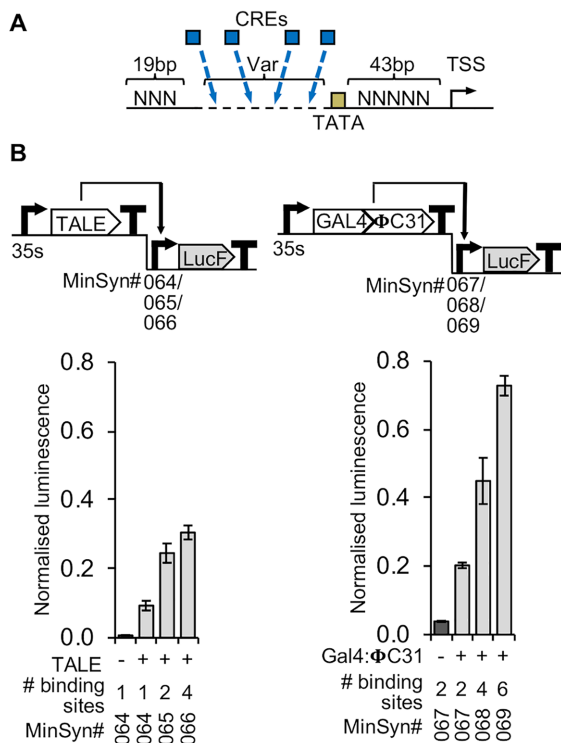 A
CREs
19bp Var 43bp TSS
NNN NNNNN
TATA
B
TALE
35s
LucF
MinSyn# 064/
065/
066
GAL4 ΦC31
35s
LucF
MinSyn# 067/
068/
069
Normalised luminescence
0.8
0.6
0.4
0.2
0.0
TALE - + + +
# binding sites 1 1 2 4
MinSyn# 064 064 065 066
Normalised luminescence
0.8
0.6
0.4
0.2
0.0
Gal4:ΦC31 - + + +
# binding sites 2 2 4 6
MinSyn# 067 067 068 069